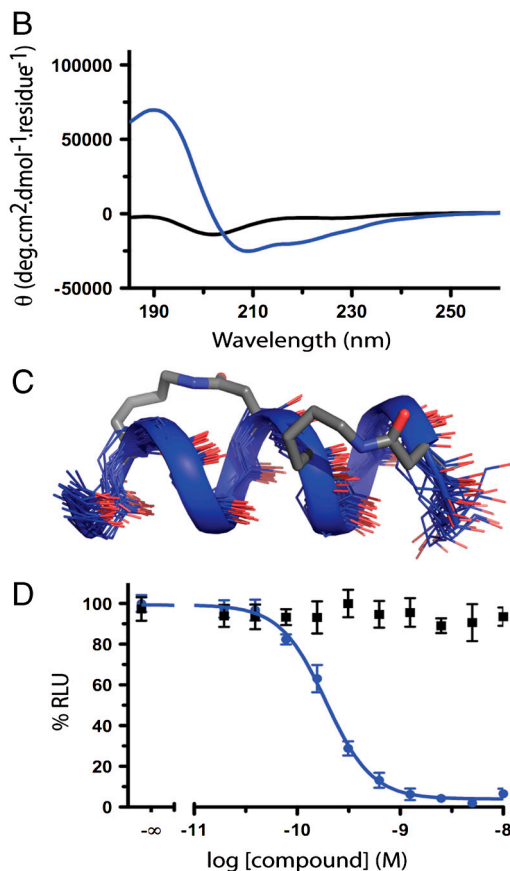 B
θ (deg.cm2.dmol-1.residue-1)
100000
50000
0
-50000
190 210 230 250
Wavelength (nm)
C
D
% RLU
100
80
60
40
20
0
-∞ -11 -10 -9 -8
log [compound] (M)